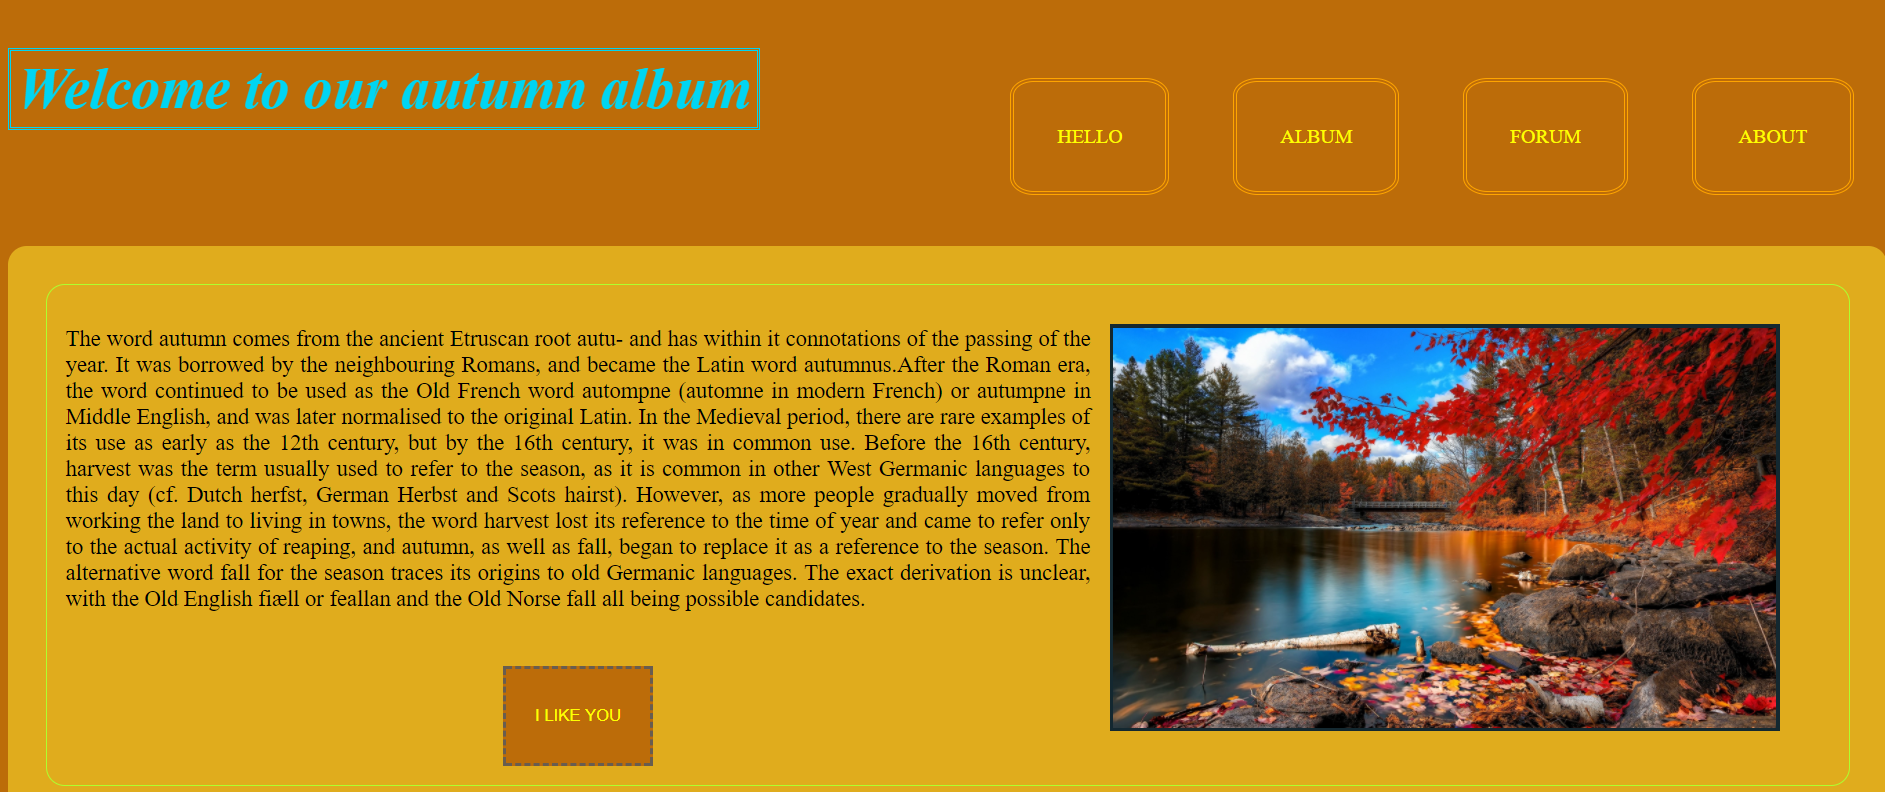 Welcome to our autumn album
HELLO
ALBUM
FORUM
ABOUT
The word autumn comes from the ancient Etruscan root autu- and has within it connotations of the passing of the
year. It was borrowed by the neighbouring Romans, and became the Latin word autumnus.After the Roman era,
the word continued to be used as the Old French word autompne (automne in modern French) or autumpne in
Middle English, and was later normalised to the original Latin. In the Medieval period, there are rare examples of
its use as early as the 12th century, but by the 16th century, it was in common use. Before the 16th century,
harvest was the term usually used to refer to the season, as it is common in other West Germanic languages to
this day (cf. Dutch herfst, German Herbst and Scots hairst). However, as more people gradually moved from
working the land to living in towns, the word harvest lost its reference to the time of year and came to refer only
to the actual activity of reaping, and autumn, as well as fall, began to replace it as a reference to the season. The
alternative word fall for the season traces its origins to old Germanic languages. The exact derivation is unclear,
with the Old English fiæll or feallan and the Old Norse fall all being possible candidates.
I LIKE YOU